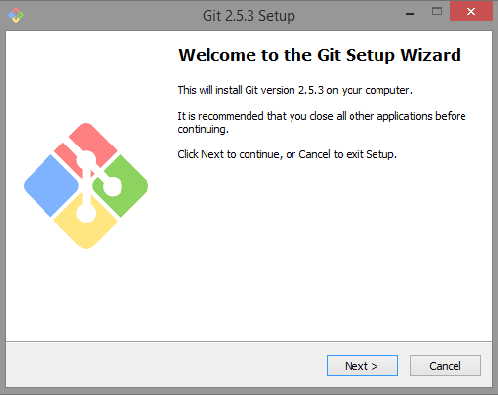 Git 2.5.3 Setup
Welcome to the Git Setup Wizard
This will install Git version 2.5.3 on your computer.
It is recommended that you close all other applications before
continuing.
Click Next to continue, or Cancel to exit Setup.
Next >
Cancel